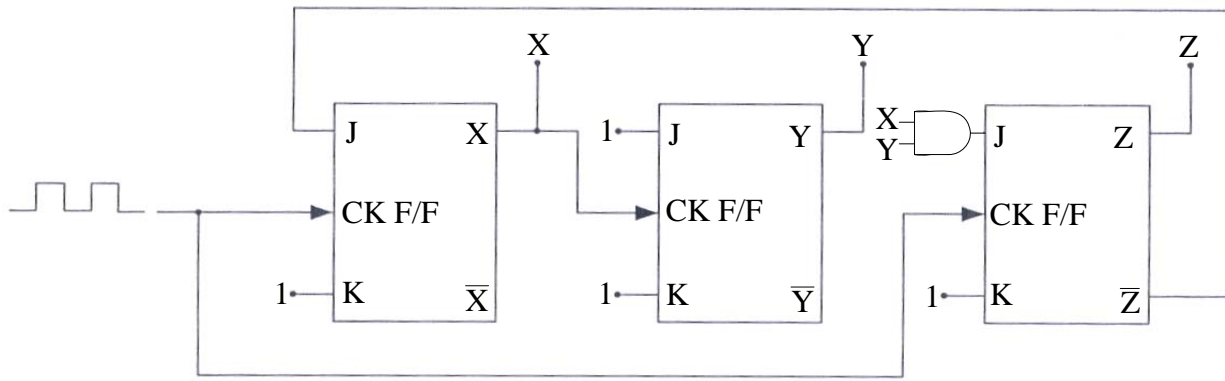 X Y Z
J X
1 J Y
X
Y
J Z
CK F/F
CK F/F
CK F/F
1 K X̅
1 K Y̅
1 K Z̅